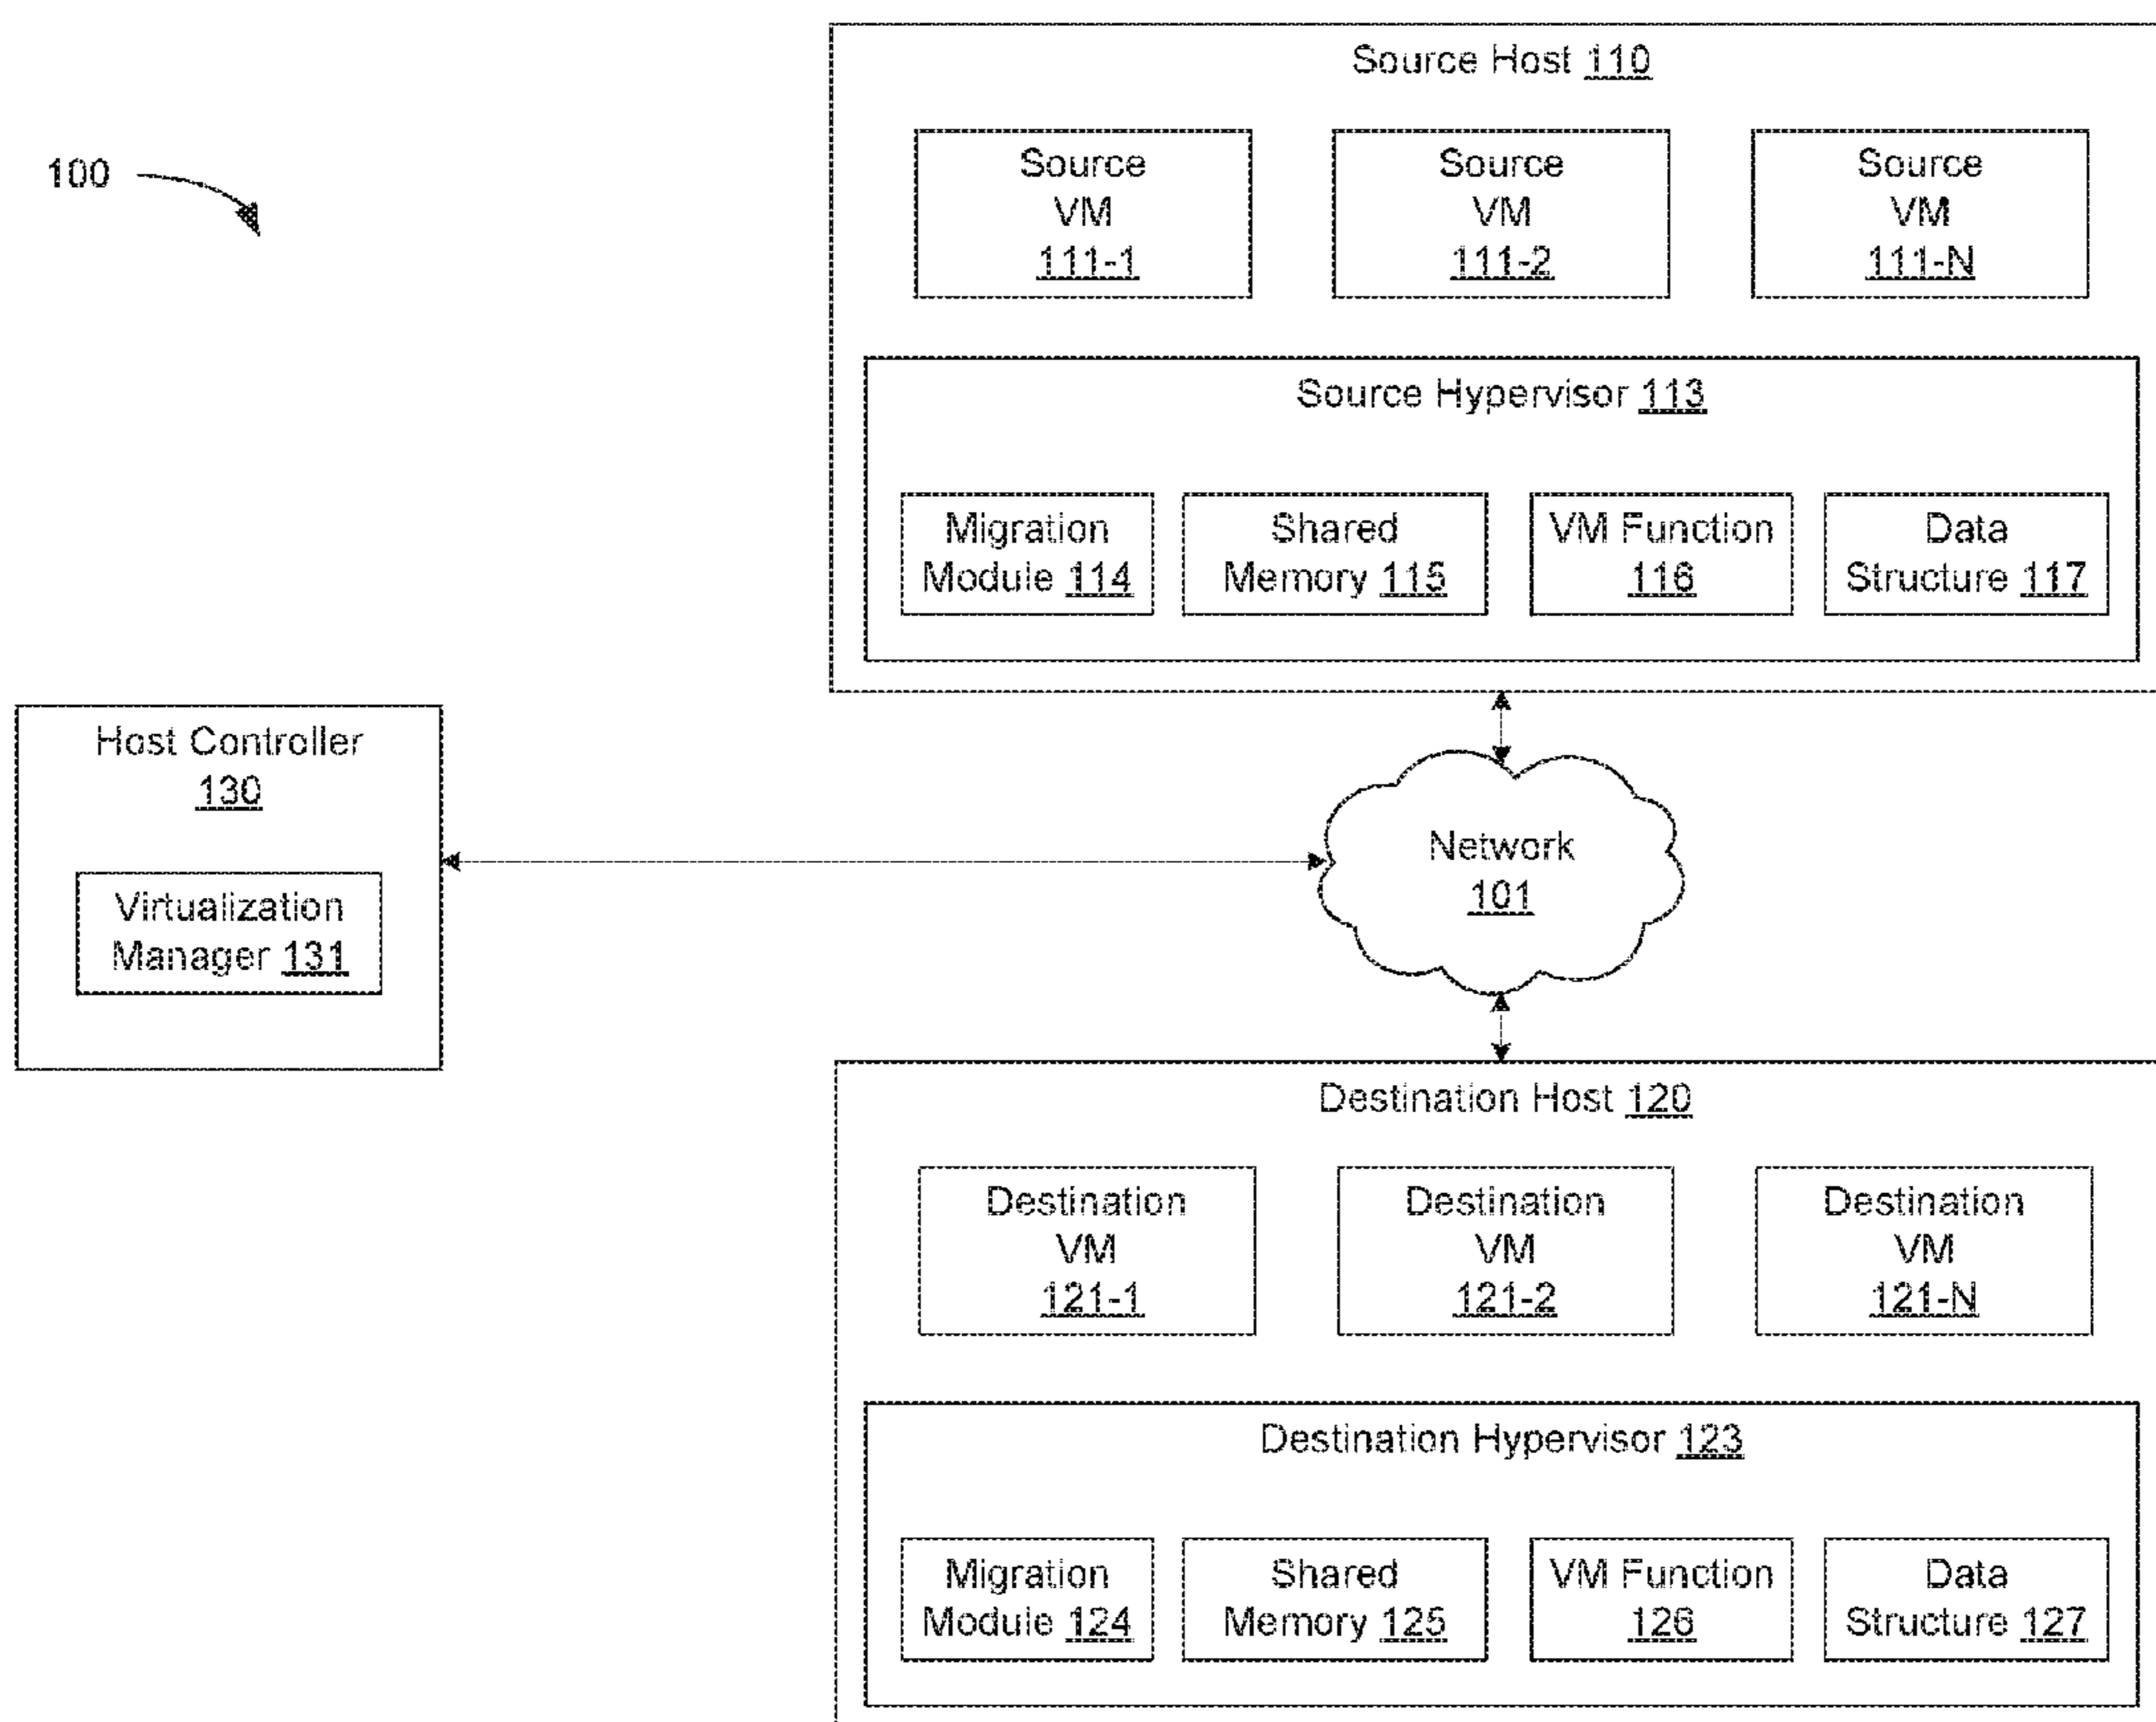 100
Source Host 110
Source
VM
111-1
Source
VM
111-2
Source
VM
111-N
Source Hypervisor 113
Migration
Module 114
Shared
Memory 115
VM Function
116
Data
Structure 117
Host Controller
130
Virtualization
Manager 131
Network
101
Destination Host 120
Destination
VM
121-1
Destination
VM
121-2
Destination
VM
121-N
Destination Hypervisor 123
Migration
Module 124
Shared
Memory 125
VM Function
126
Data
Structure 127